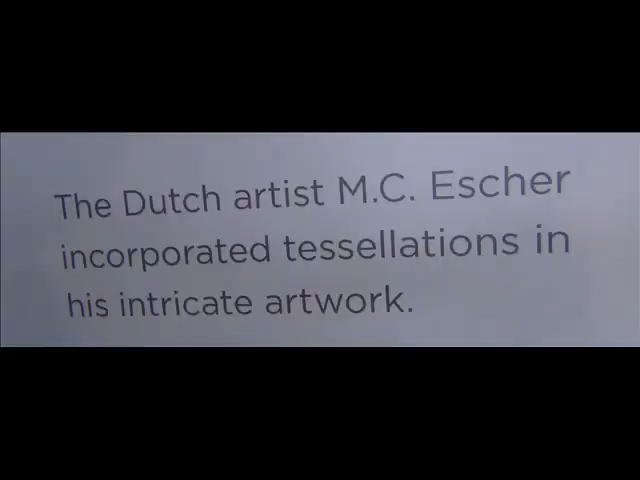 The Dutch artist M.C. Escher
incorporated tessellations in
his intricate artwork.